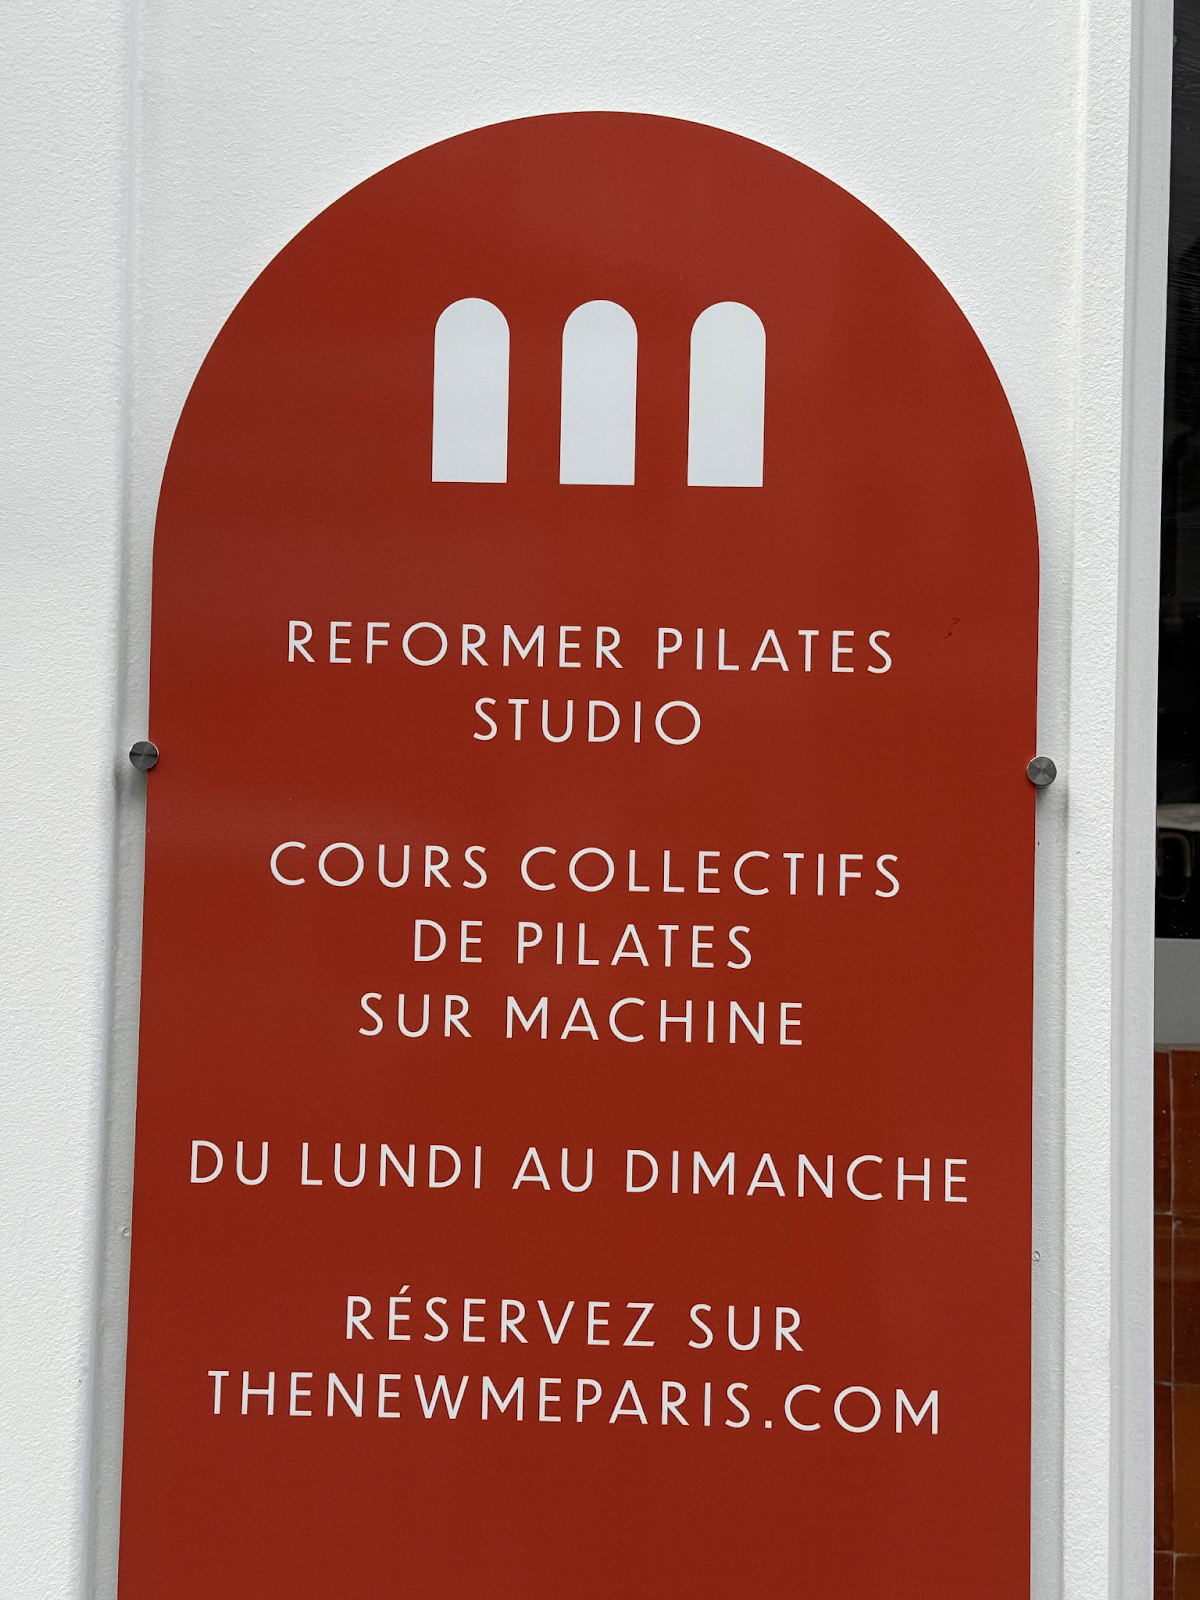 REFORMER PILATES
STUDIO
COURS COLLECTIFS
DE PILATES
SUR MACHINE
DU LUNDI AU DIMANCHE
RÉSERVEZ SUR
THENEWMEPARIS.COM